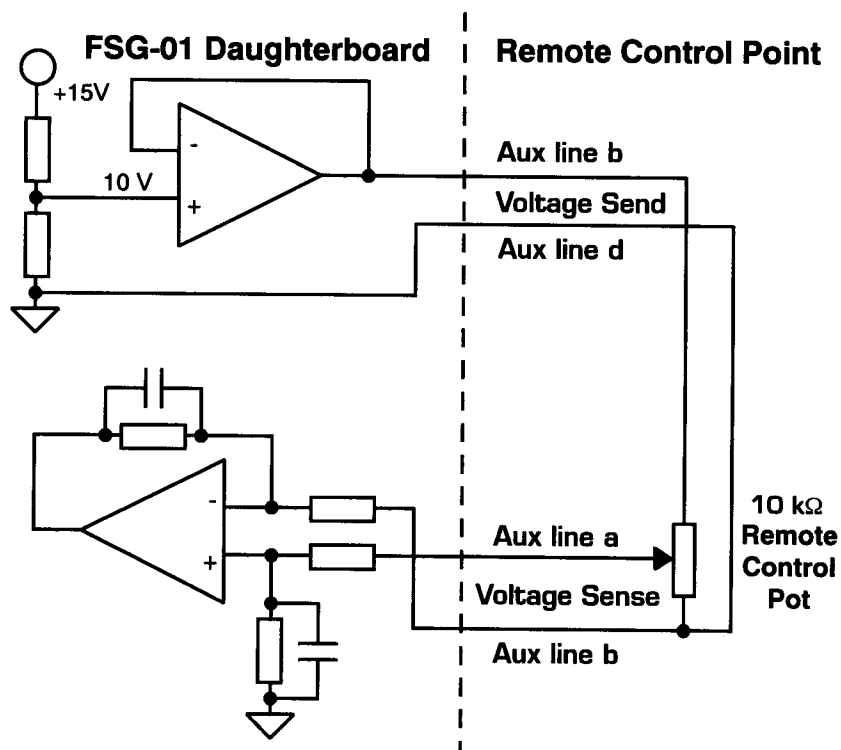 FSG-01 Daughterboard
Remote Control Point
+15V
-
10 V
+
Aux line b
Voltage Send
Aux line d
-
+
Aux line a
Voltage Sense
Aux line b
10 kΩ
Remote
Control
Pot